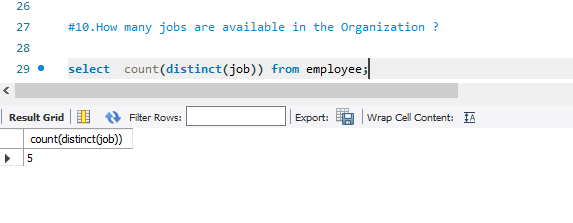 26
27 #10.How many jobs are available in the Organization ?
28
29 select  count(distinct(job)) from employee;
Result Grid Filter Rows: Export: Wrap Cell Content: IA
count(distinct(job))
5